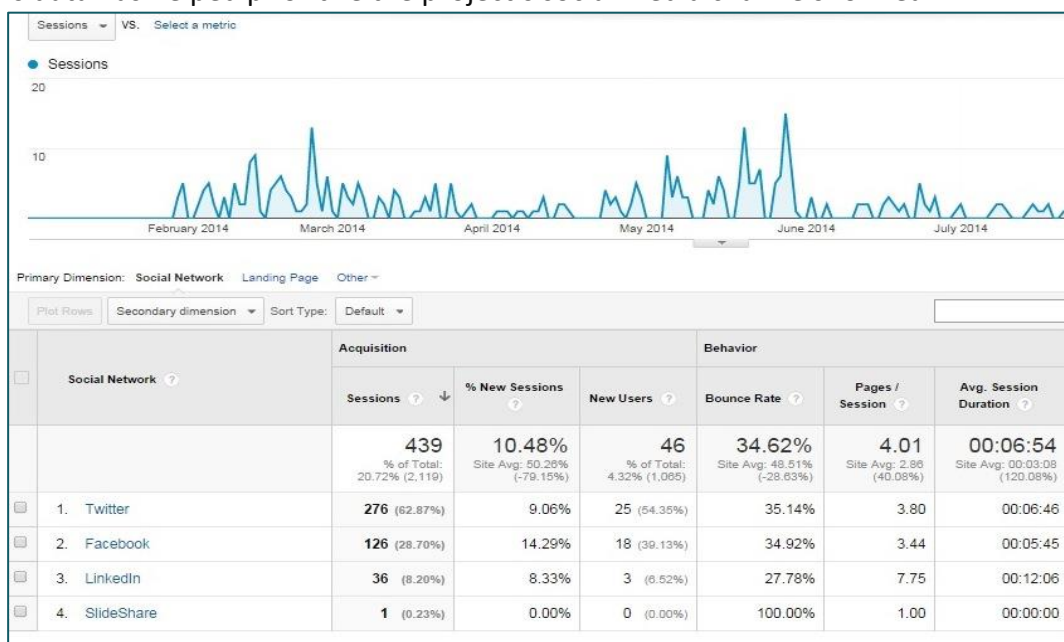 Sessions VS. Select a metric
Sessions
20
10
February 2014 March 2014 April 2014 May 2014 June 2014 July 2014
Primary Dimension: Social Network Landing Page Other
Plot Rows Secondary dimension Sort Type: Default
Acquisition Behavior
Social Network ? Sessions ? % New Sessions ? New Users ? Bounce Rate ? Pages / Session ? Avg. Session Duration ?
439 10.48% 46 34.62% 4.01 00:06:54
% of Total: 20.72% (2,119) Site Avg: 50.26% (-79.15%) % of Total: 4.32% (1,065) Site Avg: 48.51% (-28.63%) Site Avg: 2.86 (40.08%) Site Avg: 00:03:08 (120.08%)
1. Twitter 276 (62.87%) 9.06% 25 (54.35%) 35.14% 3.80 00:06:46
2. Facebook 126 (28.70%) 14.29% 18 (39.13%) 34.92% 3.44 00:05:45
3. LinkedIn 36 (8.20%) 8.33% 3 (6.52%) 27.78% 7.75 00:12:06
4. SlideShare 1 (0.23%) 0.00% 0 (0.00%) 100.00% 1.00 00:00:00